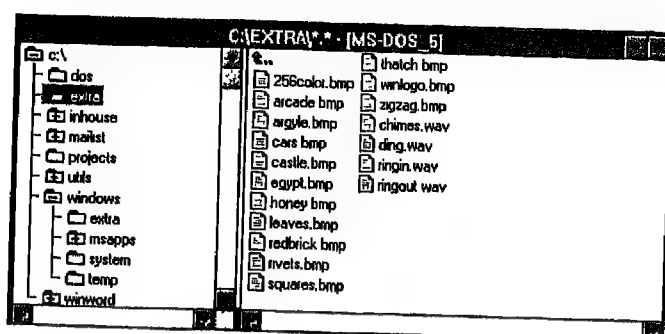 C:\EXTRA\*.* - [MS-DOS_5]
c:\
dos
extra
inhouse
mailist
projects
utils
windows
extra
msapps
system
temp
winword
..
256color.bmp
arcade.bmp
argyle.bmp
cars.bmp
castle.bmp
egypt.bmp
honey.bmp
leaves.bmp
redbrick.bmp
rivets.bmp
squares.bmp
thatch.bmp
winlogo.bmp
zigzag.bmp
chimes.wav
ding.wav
ringin.wav
ringout.wav